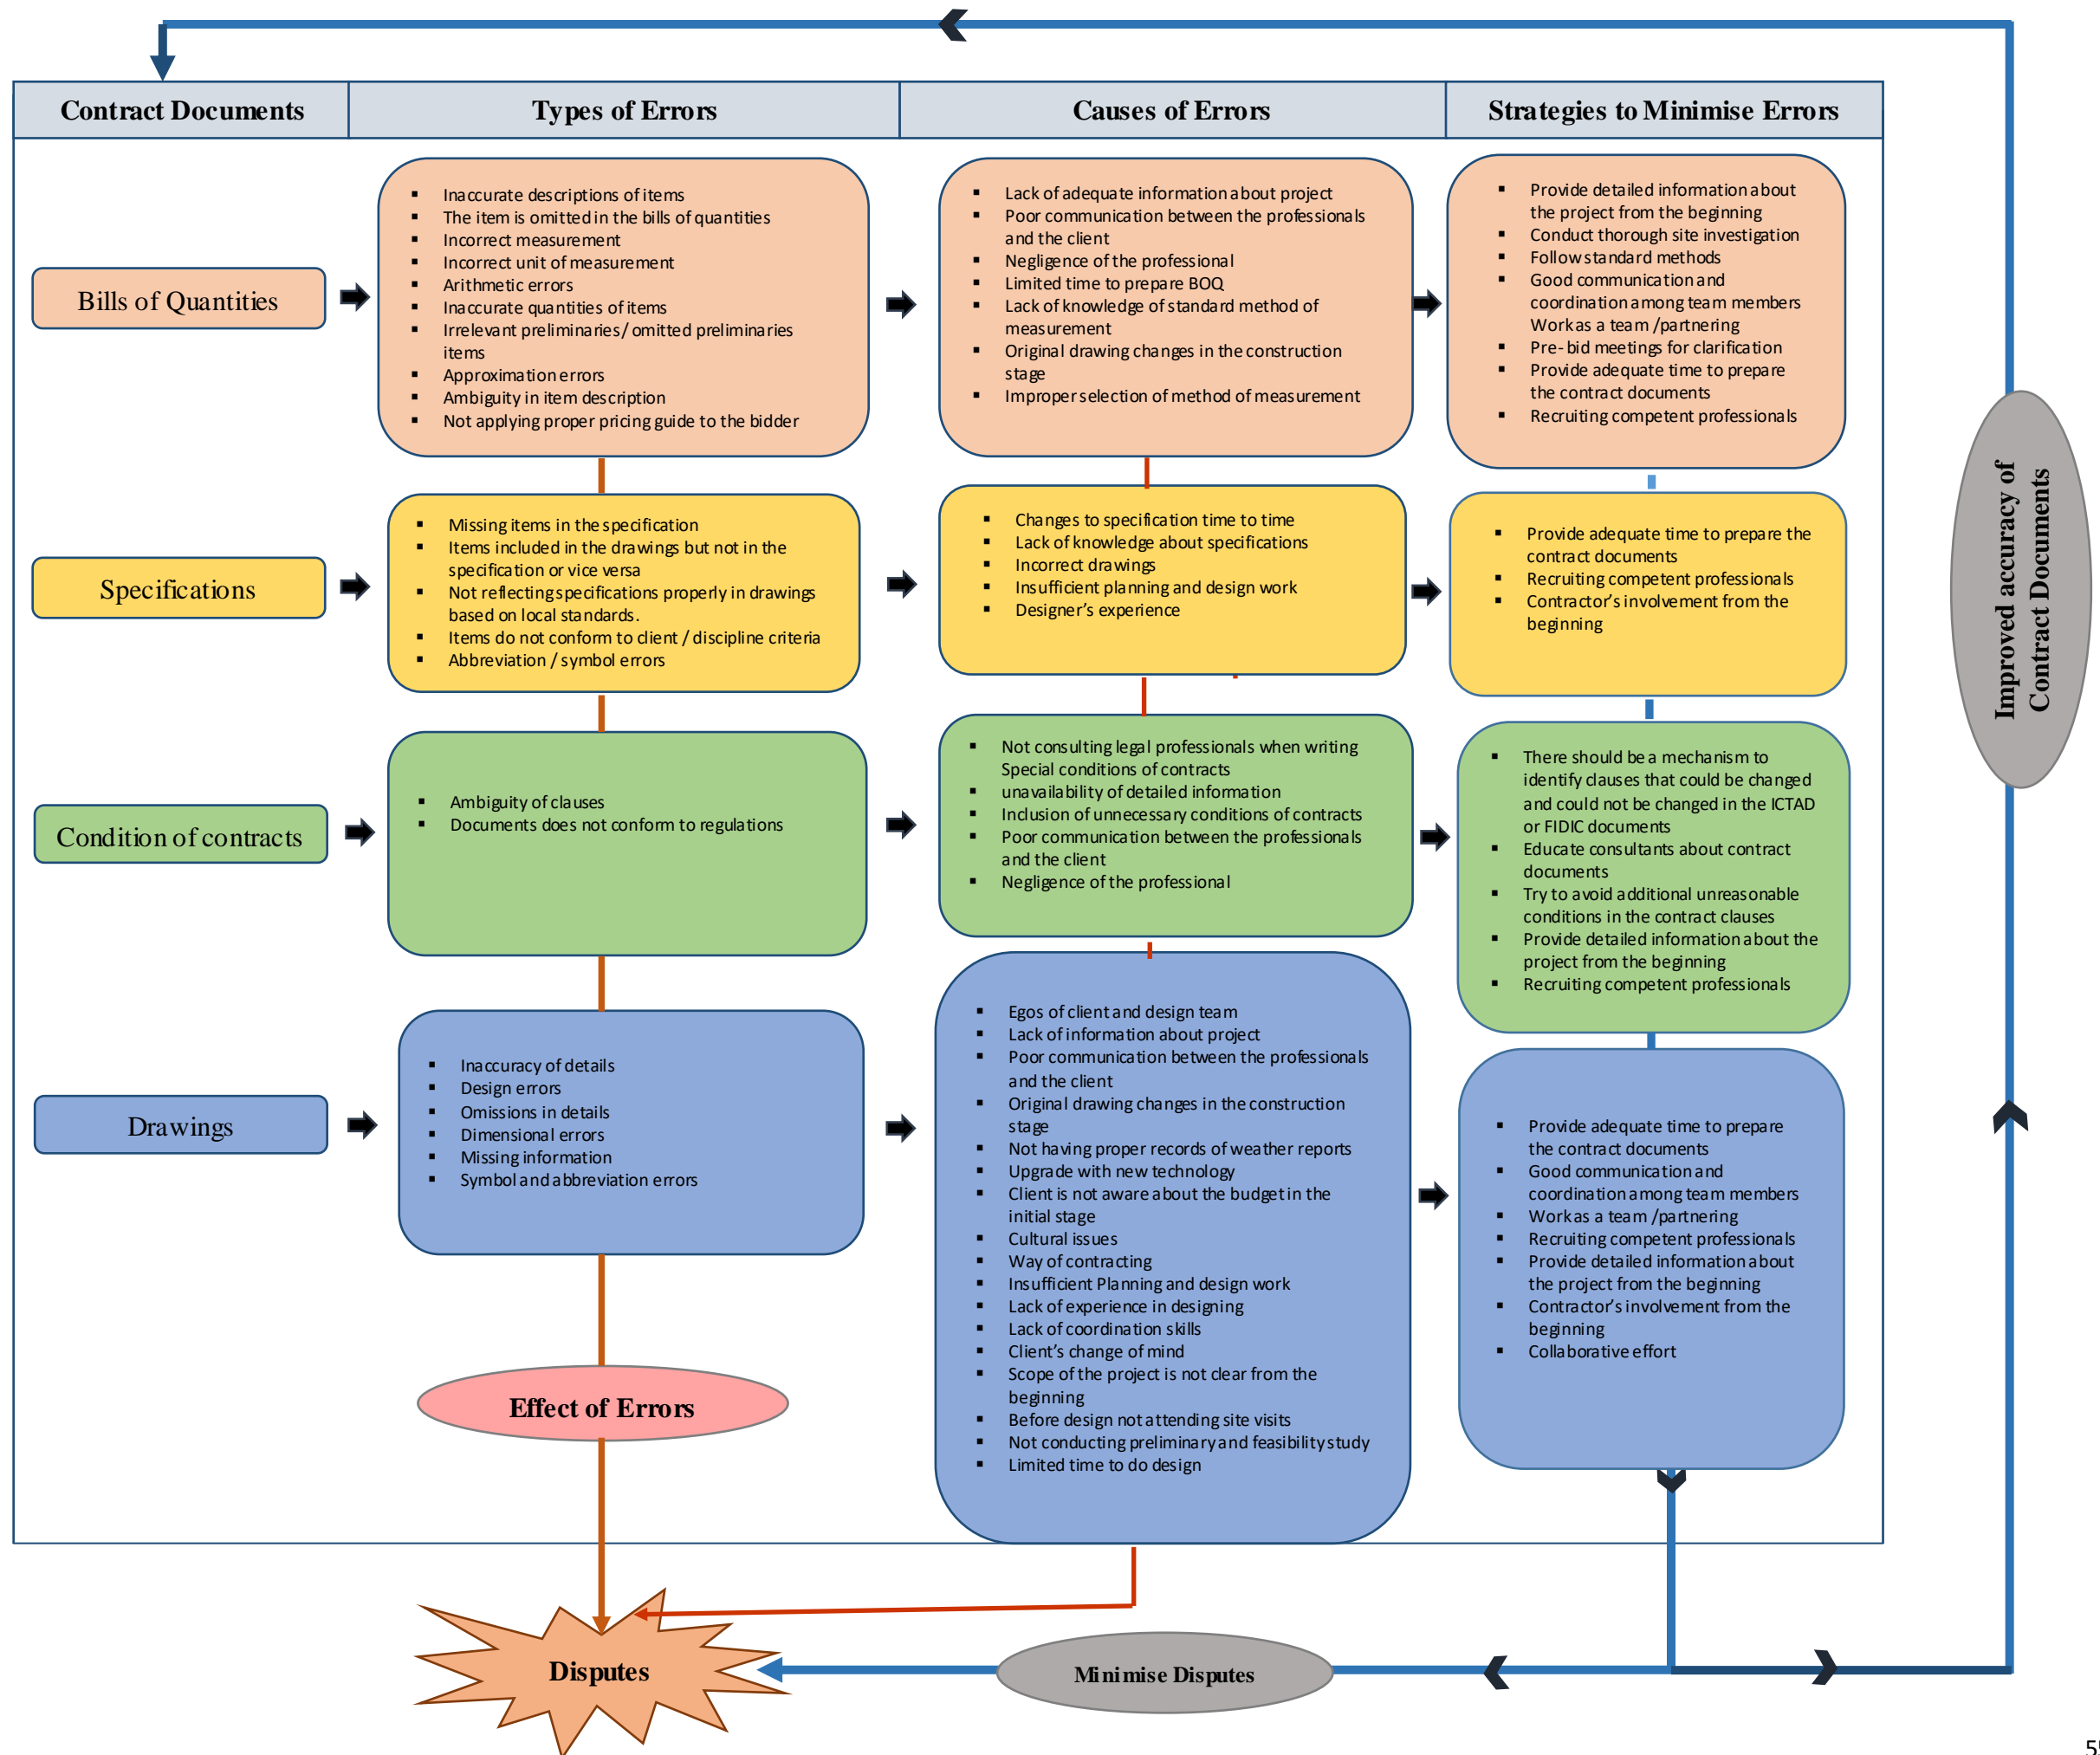 Contract Documents
Types of Errors
Causes of Errors
Strategies to Minimise Errors
Bills of Quantities
▪ Inaccurate descriptions of items
▪ The item is omitted in the bills of quantities
▪ Incorrect measurement
▪ Incorrect unit of measurement
▪ Arithmetic errors
▪ Inaccurate quantities of items
▪ Irrelevant preliminaries/ omitted preliminaries
items
▪ Approximation errors
▪ Ambiguity in item description
▪ Not applying proper pricing guide to the bidder
▪ Lack of adequate information about project
▪ Poor communication between the professionals
and the client
▪ Negligence of the professional
▪ Limited time to prepare BOQ
▪ Lack of knowledge of standard method of
measurement
▪ Original drawing changes in the construction
stage
▪ Improper selection of method of measurement
▪ Provide detailed information about
the project from the beginning
▪ Conduct thorough site investigation
▪ Follow standard methods
▪ Good communication and
coordination among team members
Work as a team /partnering
▪ Pre- bid meetings for clarification
▪ Provide adequate time to prepare
the contract documents
▪ Recruiting competent professionals
Specifications
▪ Missing items in the specification
▪ Items included in the drawings but not in the
specification or vice versa
▪ Not reflecting specifications properly in drawings
based on local standards.
▪ Items do not conform to client / discipline criteria
▪ Abbreviation / symbol errors
▪ Changes to specification time to time
▪ Lack of knowledge about specifications
▪ Incorrect drawings
▪ Insufficient planning and design work
▪ Designer's experience
▪ Provide adequate time to prepare the
contract documents
▪ Recruiting competent professionals
▪ Contractor's involvement from the
beginning
Condition of contracts
▪ Ambiguity of clauses
▪ Documents does not conform to regulations
▪ Not consulting legal professionals when writing
Special conditions of contracts
▪ unavailability of detailed information
▪ Inclusion of unnecessary conditions of contracts
▪ Poor communication between the professionals
and the client
▪ Negligence of the professional
▪ There should be a mechanism to
identify clauses that could be changed
and could not be changed in the ICTAD
or FIDIC documents
▪ Educate consultants about contract
documents
▪ Try to avoid additional unreasonable
conditions in the contract clauses
▪ Provide detailed information about the
project from the beginning
▪ Recruiting competent professionals
Drawings
▪ Inaccuracy of details
▪ Design errors
▪ Omissions in details
▪ Dimensional errors
▪ Missing information
▪ Symbol and abbreviation errors
▪ Egos of client and design team
▪ Lack of information about project
▪ Poor communication between the professionals
and the client
▪ Original drawing changes in the construction
stage
▪ Not having proper records of weather reports
▪ Upgrade with new technology
▪ Client is not aware about the budget in the
initial stage
▪ Cultural issues
▪ Way of contracting
▪ Insufficient Planning and design work
▪ Lack of experience in designing
▪ Lack of coordination skills
▪ Client's change of mind
▪ Scope of the project is not clear from the
beginning
▪ Before design not attending site visits
▪ Not conducting preliminary and feasibility study
▪ Limited time to do design
▪ Provide adequate time to prepare
the contract documents
▪ Good communication and
coordination among team members
▪ Work as a team /partnering
▪ Recruiting competent professionals
▪ Provide detailed information about
the project from the beginning
▪ Contractor's involvement from the
beginning
▪ Collaborative effort
Effect of Errors
Disputes
Minimise Disputes
Improved accuracy of
Contract Documents